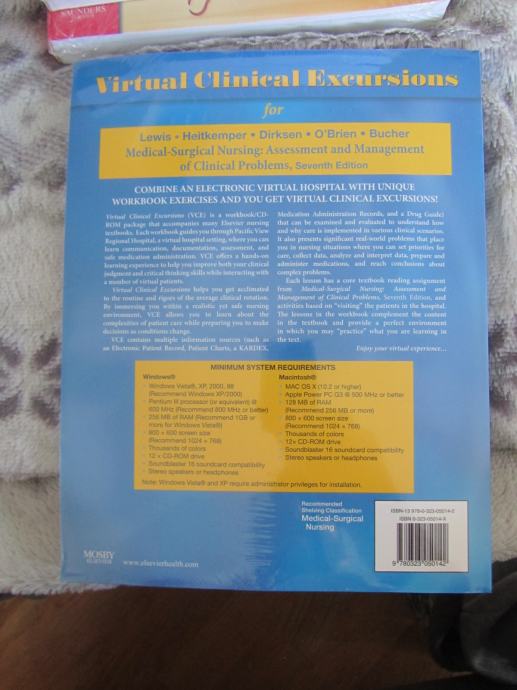 SAUNDERS
ELSEVIER
Virtual Clinical Excursions
for
Lewis • Heitkemper • Dirksen • O'Brien • Bucher
Medical-Surgical Nursing: Assessment and Management
of Clinical Problems, Seventh Edition
COMBINE AN ELECTRONIC VIRTUAL HOSPITAL WITH UNIQUE
WORKBOOK EXERCISES AND YOU GET VIRTUAL CLINICAL EXCURSIONS!
Virtual Clinical Excursions (VCE) is a workbook/CD-
ROM package that accompanies many Elsevier nursing
textbooks. Each workbook guides you through Pacific View
Regional Hospital, a virtual hospital setting, where you can
learn communication, documentation, assessment, and
safe medication administration. VCE offers a hands-on
learning experience to help you improve both your clinical
judgment and critical thinking skills while interacting with
a number of virtual patients.
Virtual Clinical Excursions helps you get acclimated
to the routine and rigors of the average clinical rotation.
By immersing you within a realistic yet safe nursing
environment, VCE allows you to learn about the
complexities of patient care while preparing you to make
decisions as conditions change.
VCE contains multiple information sources (such as
an Electronic Patient Record, Patient Charts, a KARDEX,
Medication Administration Records, and a Drug Guide)
that can be examined and evaluated to understand how
and why care is implemented in various clinical scenarios.
It also presents significant real-world problems that place
you in nursing situations where you can set priorities for
care, collect data, analyze and interpret data, prepare and
administer medications, and reach conclusions about
complex problems.
Each lesson has a core textbook reading assignment
from Medical-Surgical Nursing: Assessment and
Management of Clinical Problems, Seventh Edition, and
activities based on "visiting" the patients in the hospital.
The lessons in the workbook complement the content
in the textbook and provide a perfect environment
in which you may "practice" what you are learning in
the text.
Enjoy your virtual experience...
MINIMUM SYSTEM REQUIREMENTS
Windows®
Windows Vista®, XP, 2000, 98
(Recommend Windows XP/2000)
Pentium III processor (or equivalent) @
600 MHz (Recommend 800 MHz or better)
256 MB of RAM (Recommend 1GB or
more for Windows Vista®)
800 × 600 screen size
(Recommend 1024 × 768)
Thousands of colors
12× CD-ROM drive
Soundblaster 16 soundcard compatibility
Stereo speakers or headphones
Macintosh®
MAC OS X (10.2 or higher)
Apple Power PC G3 @ 500 MHz or better
128 MB of RAM
(Recommend 256 MB or more)
800 × 600 screen size
(Recommend 1024 × 768)
Thousands of colors
12× CD-ROM drive
Soundblaster 16 soundcard compatibility
Stereo speakers or headphones
Note: Windows Vista® and XP require administrator privileges for installation.
Recommended
Shelving Classification
Medical-Surgical
Nursing
ISBN-13 978-0-323-05014-2
ISBN 0-323-05014-X
9 780323 050142
MOSBY
ELSEVIER
www.elsevierhealth.com